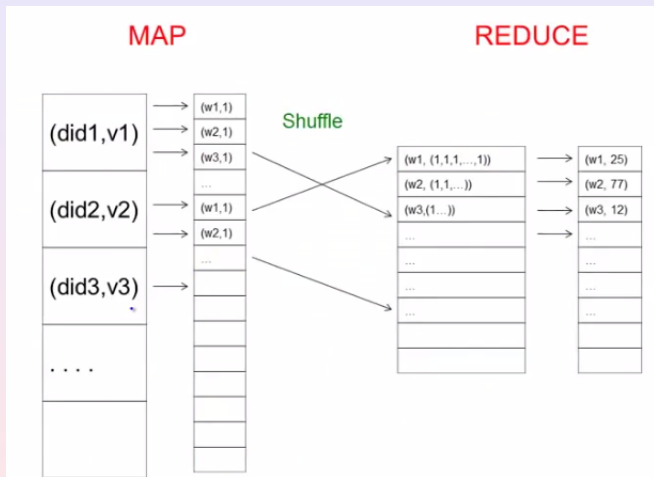 MAP
REDUCE
Shuffle
(did1,v1)
(did2,v2)
(did3,v3)
. . . .
(w1,1)
(w2,1)
(w3,1)
...
(w1,1)
(w2,1)
...
(w1, (1,1,1,...,1))
(w2, (1,1,...))
(w3,(1...))
...
...
...
...
(w1, 25)
(w2, 77)
(w3, 12)
...
...
...
...